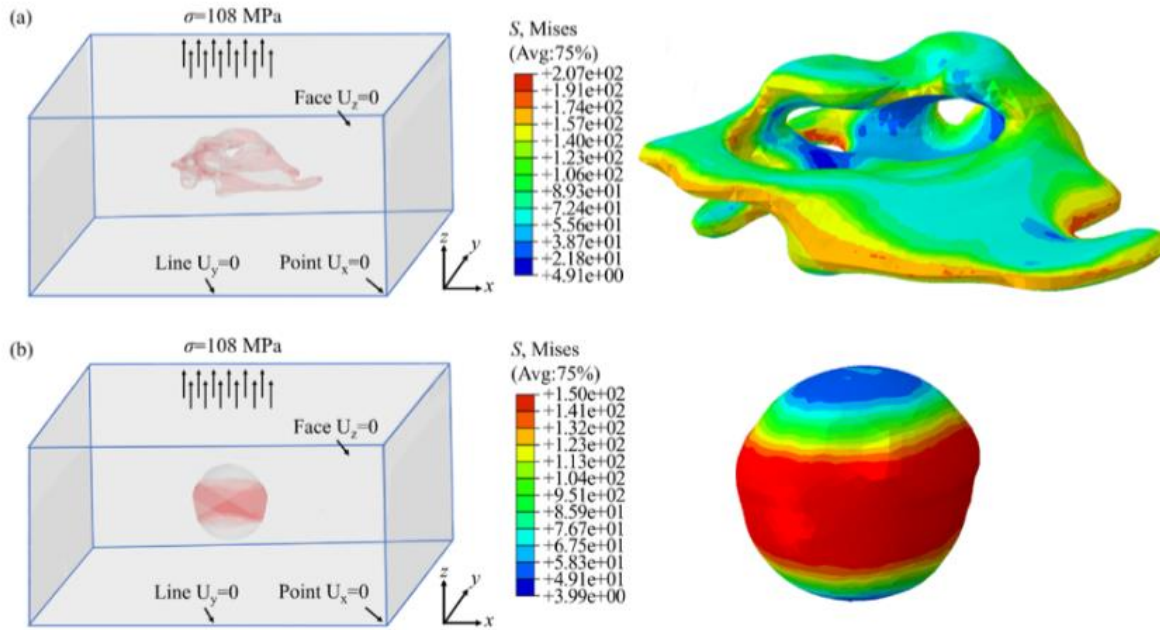 (a)
σ=108 MPa
Face U_z=0
Line U_y=0
Point U_x=0
z
y
x
S, Mises
(Avg:75%)
+2.07e+02
+1.91e+02
+1.74e+02
+1.57e+02
+1.40e+02
+1.23e+02
+1.06e+02
+8.93e+01
+7.24e+01
+5.56e+01
+3.87e+01
+2.18e+01
+4.91e+00
(b)
σ=108 MPa
Face U_z=0
Line U_y=0
Point U_x=0
z
y
x
S, Mises
(Avg:75%)
+1.50e+02
+1.41e+02
+1.32e+02
+1.23e+02
+1.13e+02
+1.04e+02
+9.51e+01
+8.59e+01
+7.67e+01
+6.75e+01
+5.83e+01
+4.91e+01
+3.99e+00